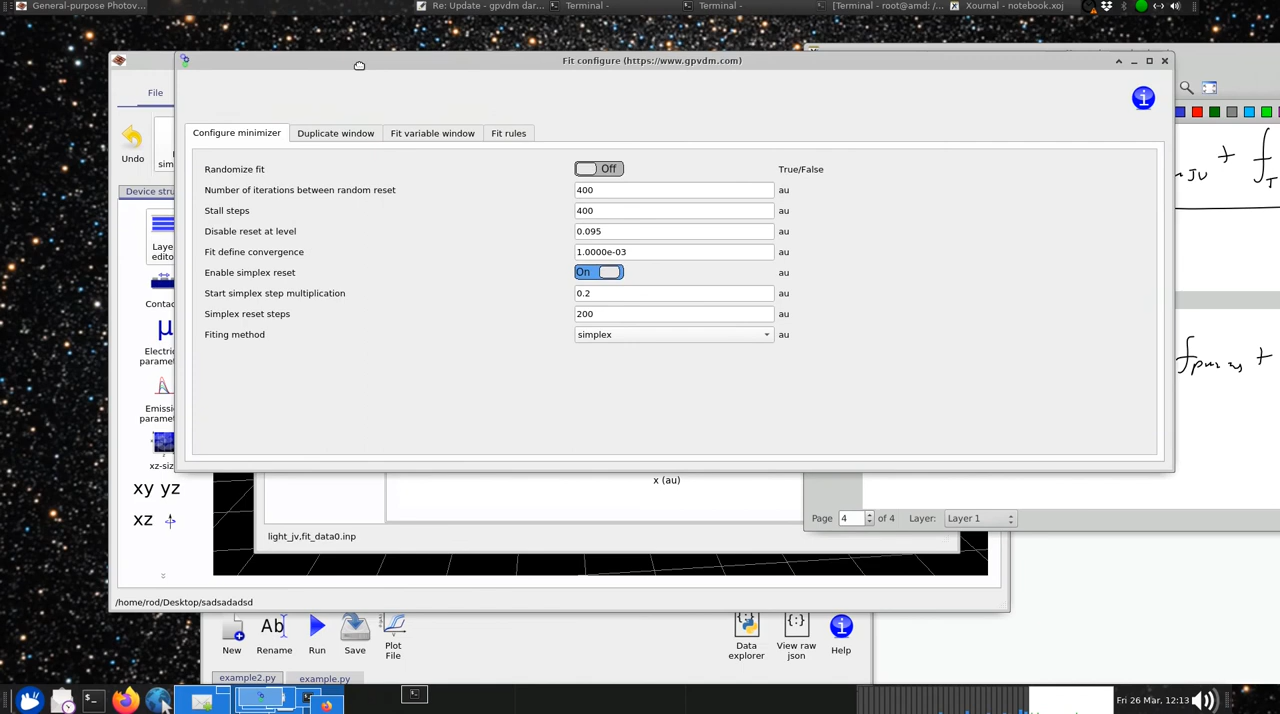 General-purpose Photov...
Re: Update - gpvdm dar...
Terminal -
Terminal -
[Terminal - root@amd: /...
Xournal - notebook.xoj
Fit configure (https://www.gpvdm.com)
File
Undo
sim
Configure minimizer
Duplicate window
Fit variable window
Fit rules
Device stru
Randomize fit
Off
True/False
Number of iterations between random reset
400
au
Stall steps
400
au
Disable reset at level
0.095
au
Fit define convergence
1.0000e-03
au
Enable simplex reset
On
au
Start simplex step multiplication
0.2
au
Simplex reset steps
200
au
Fiting method
simplex
au
Laye
edito
Contac
μ
Electri
parame
Emissi
parame
xz-siz
xy yz
xz
x (au)
light_jv,fit_data0.inp
Page
4
of 4
Layer:
Layer 1
/home/rod/Desktop/sadsadadsd
New
Rename
Run
Save
Plot
File
Data
explorer
View raw
json
Help
example2.py
example.py
Fri 26 Mar, 12:13